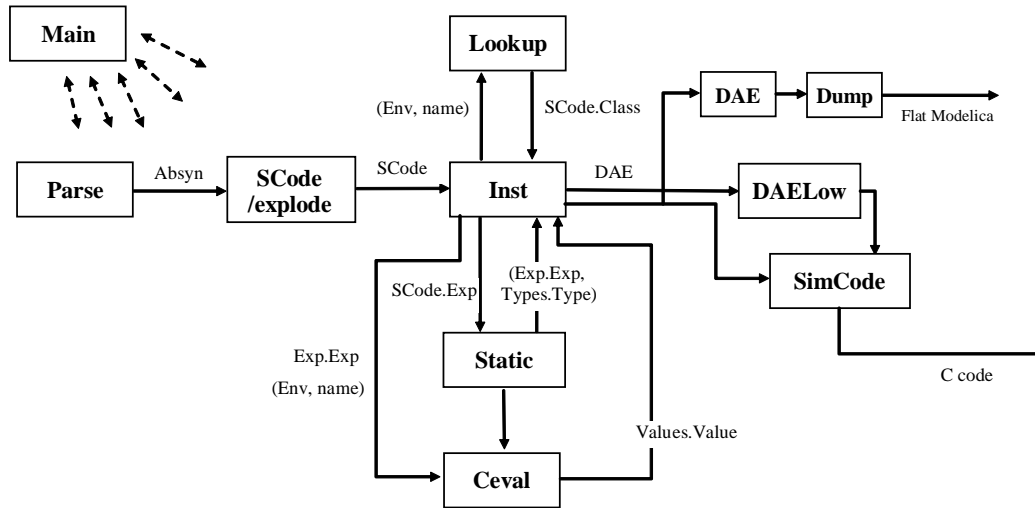 Main
Lookup
(Env, name)
SCode.Class
DAE
Dump
Flat Modelica
Parse
Absyn
SCode
/explode
SCode
Inst
DAE
DAELow
SimCode
C code
SCode.Exp
(Exp.Exp,
Types.Type)
Static
Exp.Exp
(Env, name)
Values.Value
Ceval